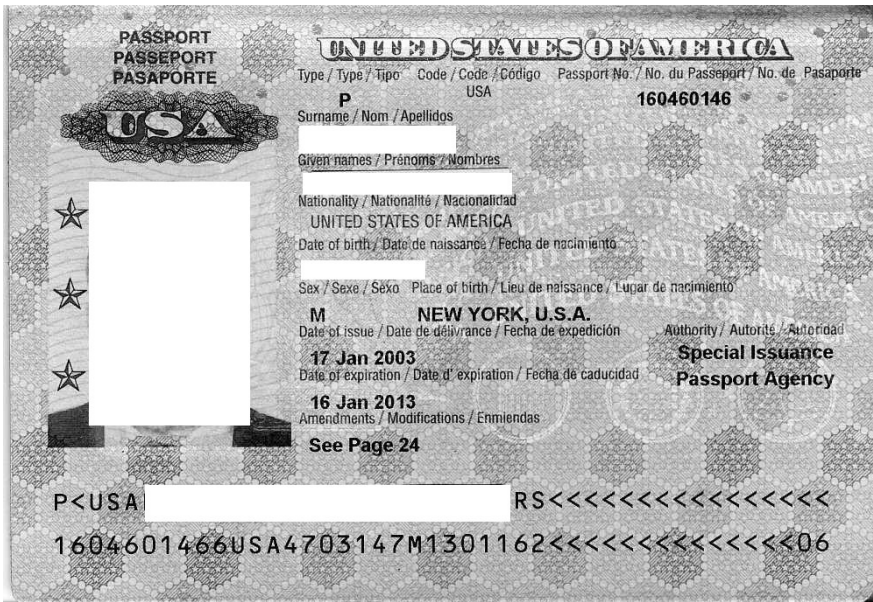 PASSPORT
PASSEPORT
PASAPORTE
USA
UNITED STATES OF AMERICA
Type / Type / Tipo Code / Code / Código Passport No. / No. du Passeport / No. de Pasaporte
P USA 160460146
Surname / Nom / Apellidos
Given names / Prénoms / Nombres
Nationality / Nationalité / Nacionalidad
UNITED STATES OF AMERICA
Date of birth / Date de naissance / Fecha de nacimiento
Sex / Sexe / Sexo Place of birth / Lieu de naissance / Lugar de nacimiento
M NEW YORK, U.S.A.
Date of issue / Date de délivrance / Fecha de expedición Authority / Autorité / Autoridad
17 Jan 2003 Special Issuance
Date of expiration / Date d' expiration / Fecha de caducidad Passport Agency
16 Jan 2013
Amendments / Modifications / Enmiendas
See Page 24
P<USA RS<<<<<<<<<<<<<<<<
1604601466USA4703147M1301162<<<<<<<<<<<<<<06